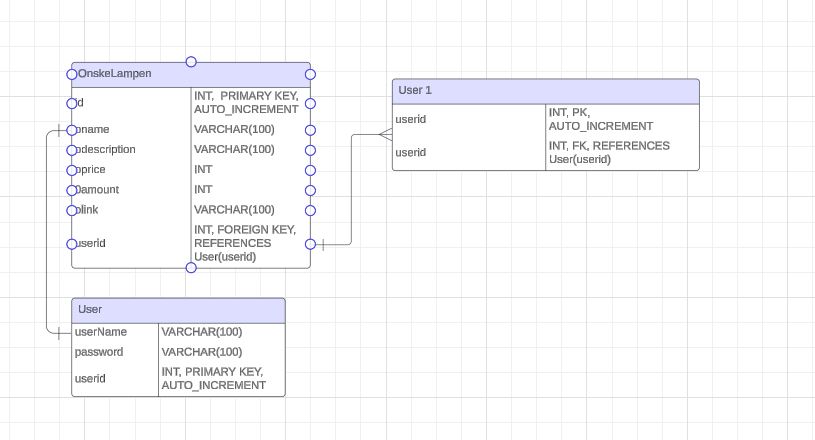 OnskeLampen
id
INT, PRIMARY KEY,
AUTO_INCREMENT
oname
VARCHAR(100)
odescription
VARCHAR(100)
oprice
INT
0amount
INT
olink
VARCHAR(100)
userid
INT, FOREIGN KEY,
REFERENCES
User(userid)
User 1
userid
INT, PK,
AUTO_INCREMENT
userid
INT, FK, REFERENCES
User(userid)
User
userName
VARCHAR(100)
password
VARCHAR(100)
userid
INT, PRIMARY KEY,
AUTO_INCREMENT